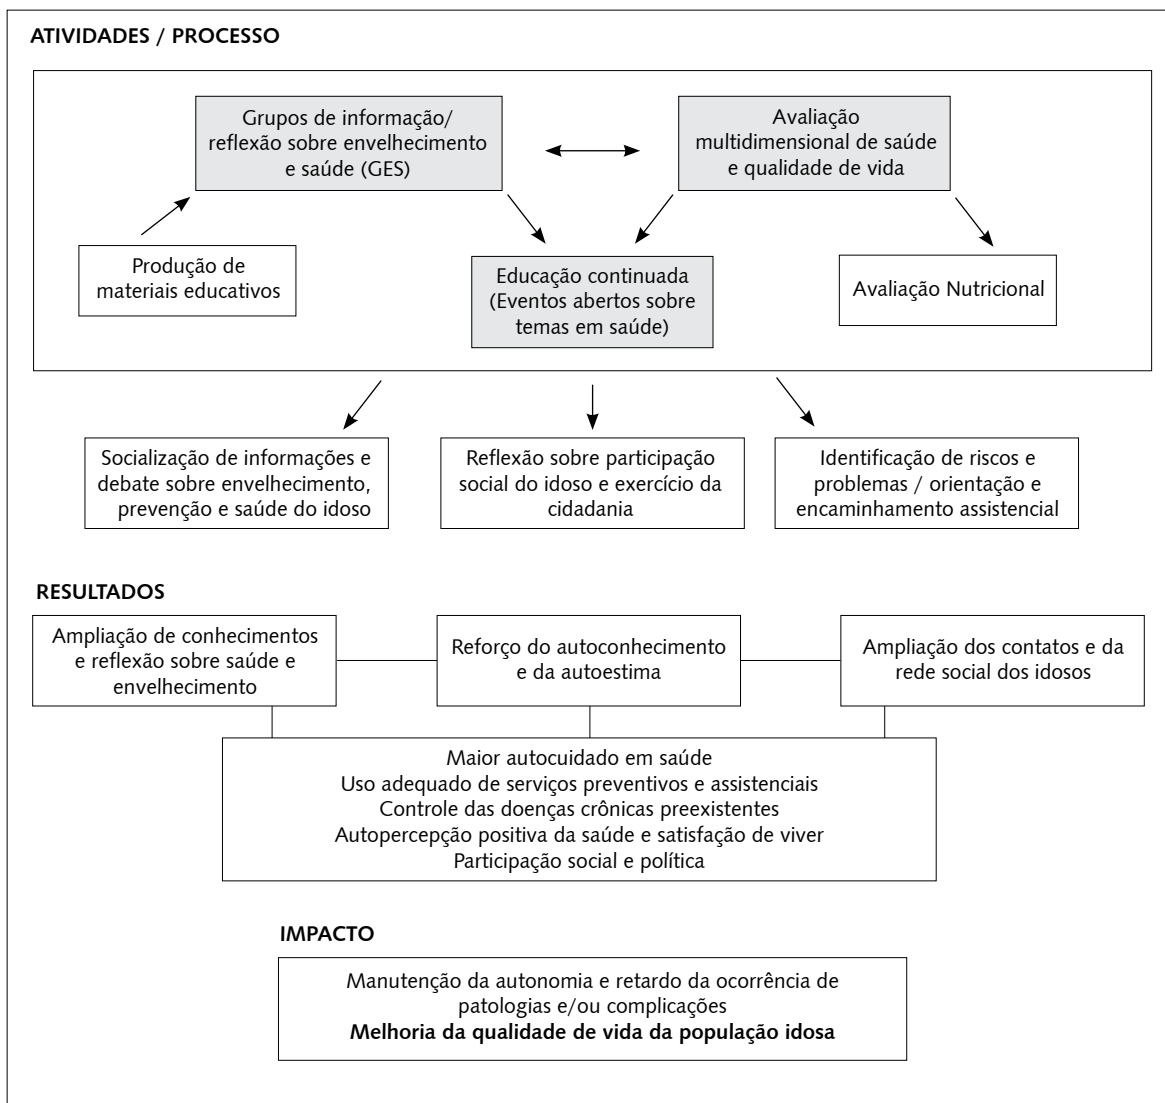 ATIVIDADES / PROCESSO
Grupos de informação/
reflexão sobre envelhecimento
e saúde (GES)
Avaliação
multidimensional de saúde
e qualidade de vida
Produção de
materiais educativos
Educação continuada
(Eventos abertos sobre
temas em saúde)
Avaliação Nutricional
Socialização de informações e
debate sobre envelhecimento,
prevenção e saúde do idoso
Reflexão sobre participação
social do idoso e exercício da
cidadania
Identificação de riscos e
problemas / orientação e
encaminhamento assistencial
RESULTADOS
Ampliação de conhecimentos
e reflexão sobre saúde e
envelhecimento
Reforço do autoconhecimento
e da autoestima
Ampliação dos contatos e da
rede social dos idosos
Maior autocuidado em saúde
Uso adequado de serviços preventivos e assistenciais
Controle das doenças crônicas preexistentes
Autopercepção positiva da saúde e satisfação de viver
Participação social e política
IMPACTO
Manutenção da autonomia e retardo da ocorrência de
patologias e/ou complicações
Melhoria da qualidade de vida da população idosa